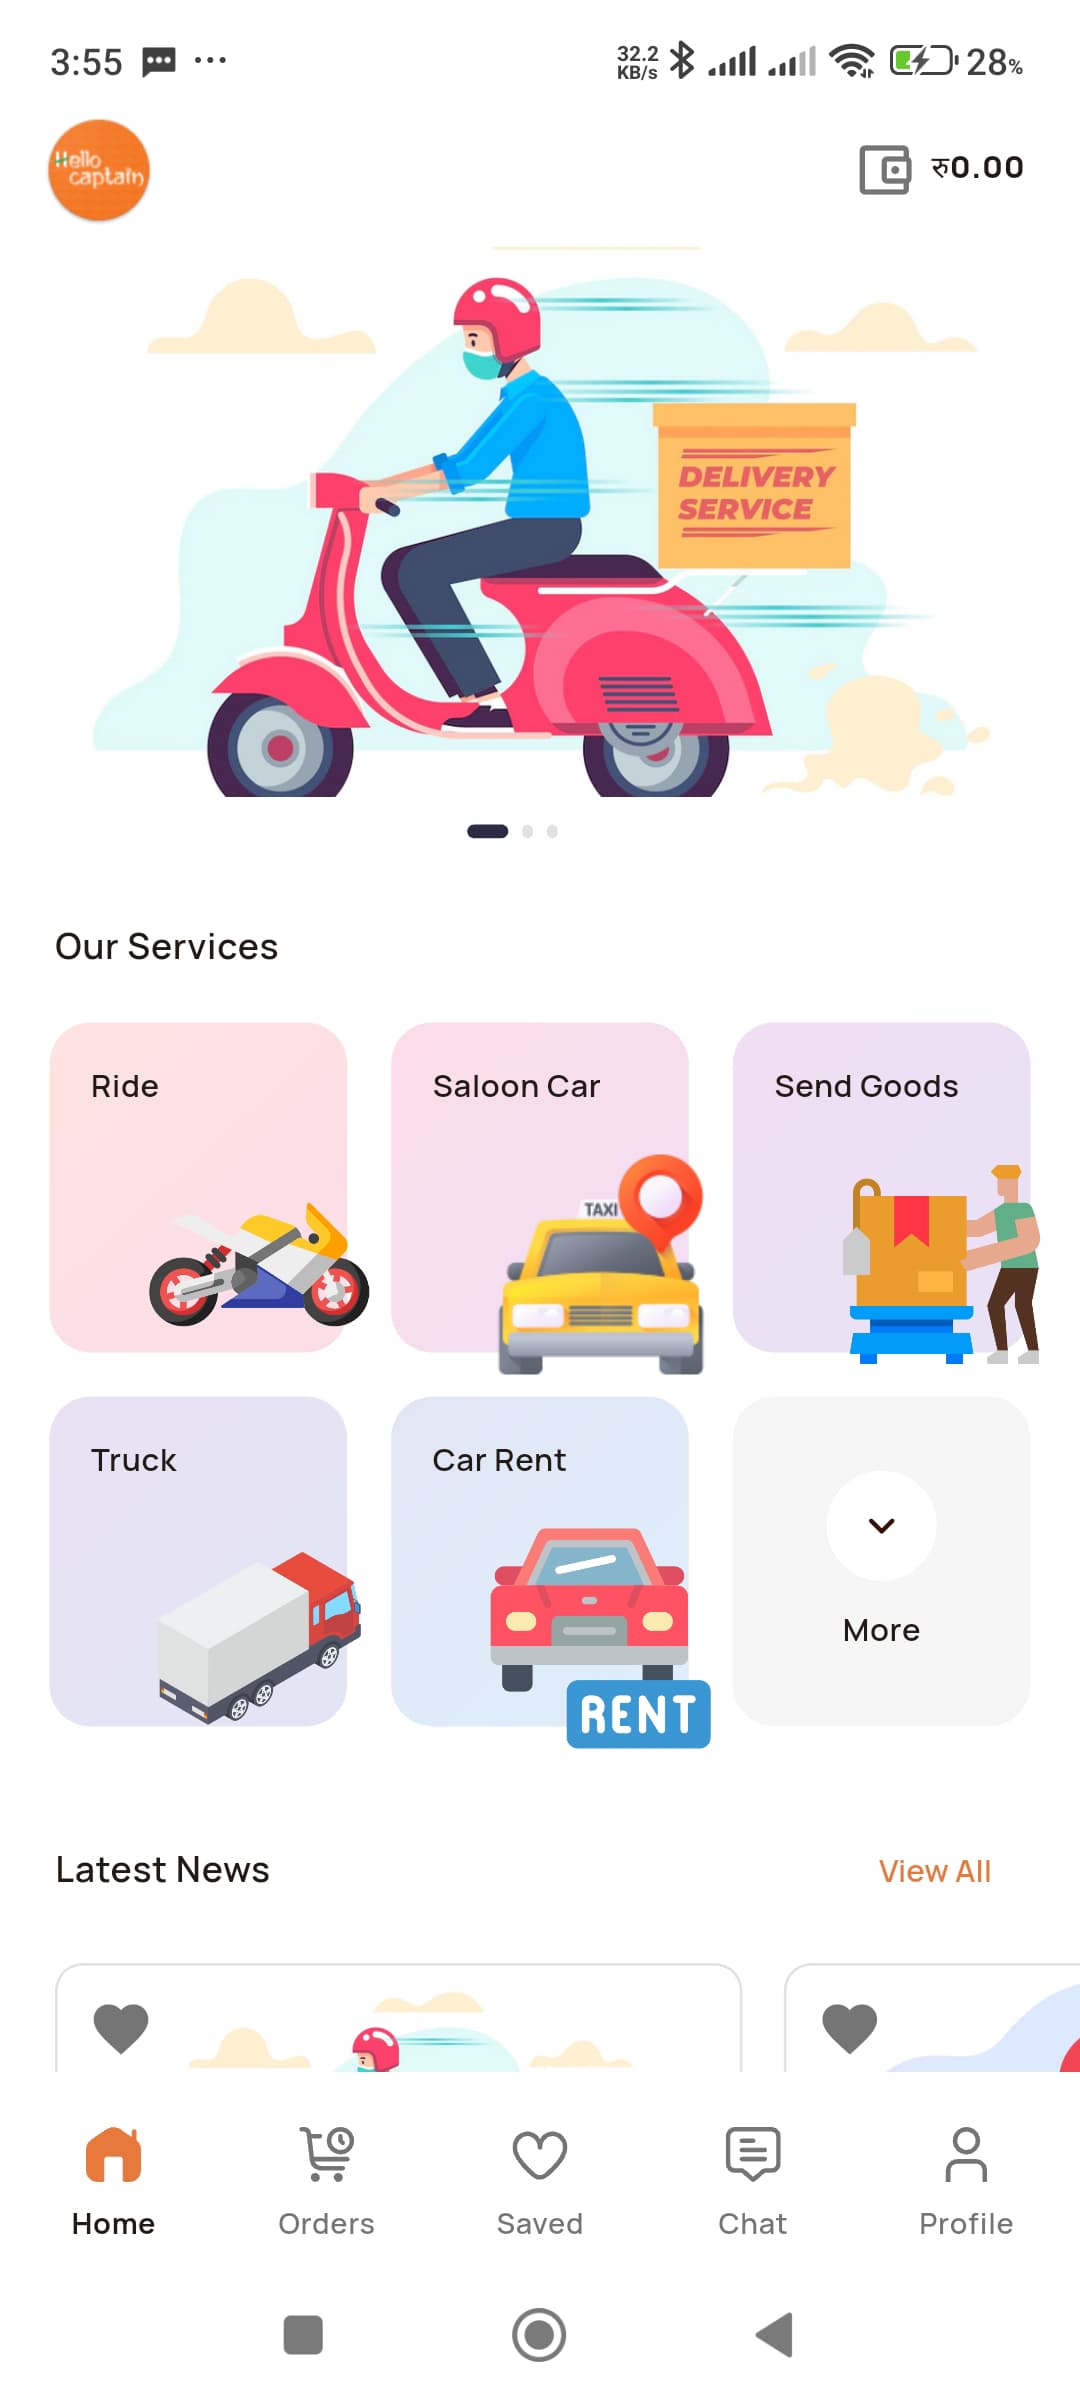 3:55
32.2 KB/s
28%
Hello
captain
रु0.00
DELIVERY
SERVICE
Our Services
Ride
Saloon Car
Send Goods
TAXI
Truck
Car Rent
RENT
More
Latest News
View All
Home
Orders
Saved
Chat
Profile